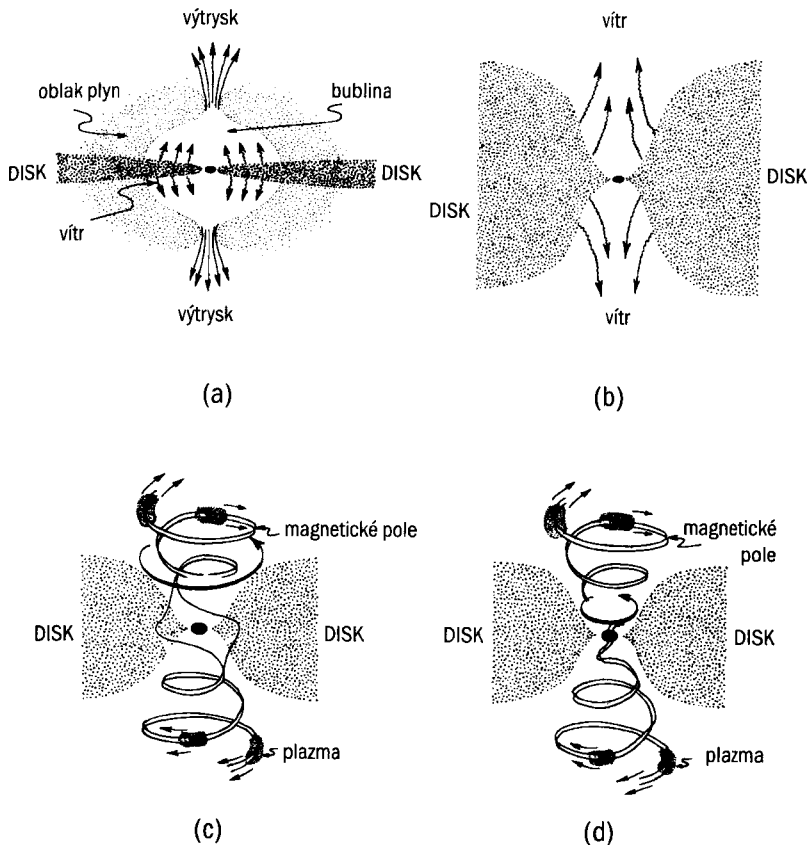 výtrysk
oblak plyn
bublina
DISK
DISK
vítr
výtrysk
(a)
vítr
DISK
DISK
vítr
(b)
magnetické pole
DISK
DISK
plazma
(c)
magnetické
pole
DISK
DISK
plazma
(d)